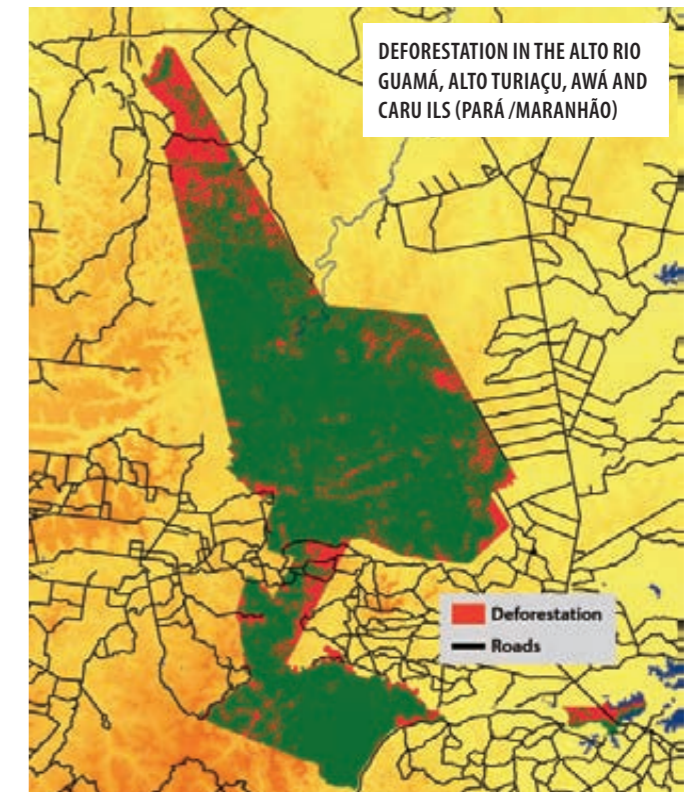 DEFORESTATION IN THE ALTO RIO
GUAMÁ, ALTO TURIAÇU, AWÁ AND
CARU ILS (PARÁ /MARANHÃO)
Deforestation
Roads